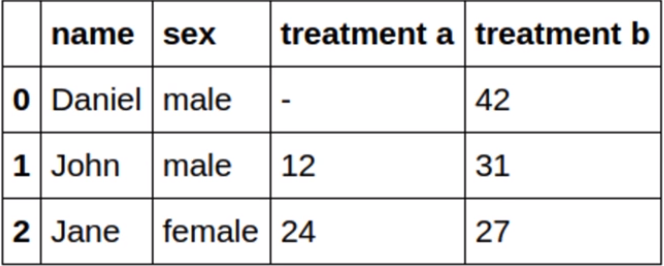 name sex treatment a treatment b
0 Daniel male - 42
1 John male 12 31
2 Jane female 24 27